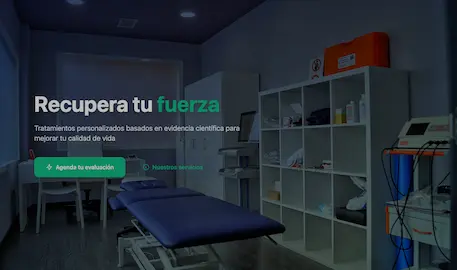 Recupera tu fuerza
Tratamientos personalizados basados en evidencia científica para
mejorar tu calidad de vida
Agenda tu evaluación
Nuestros servicios